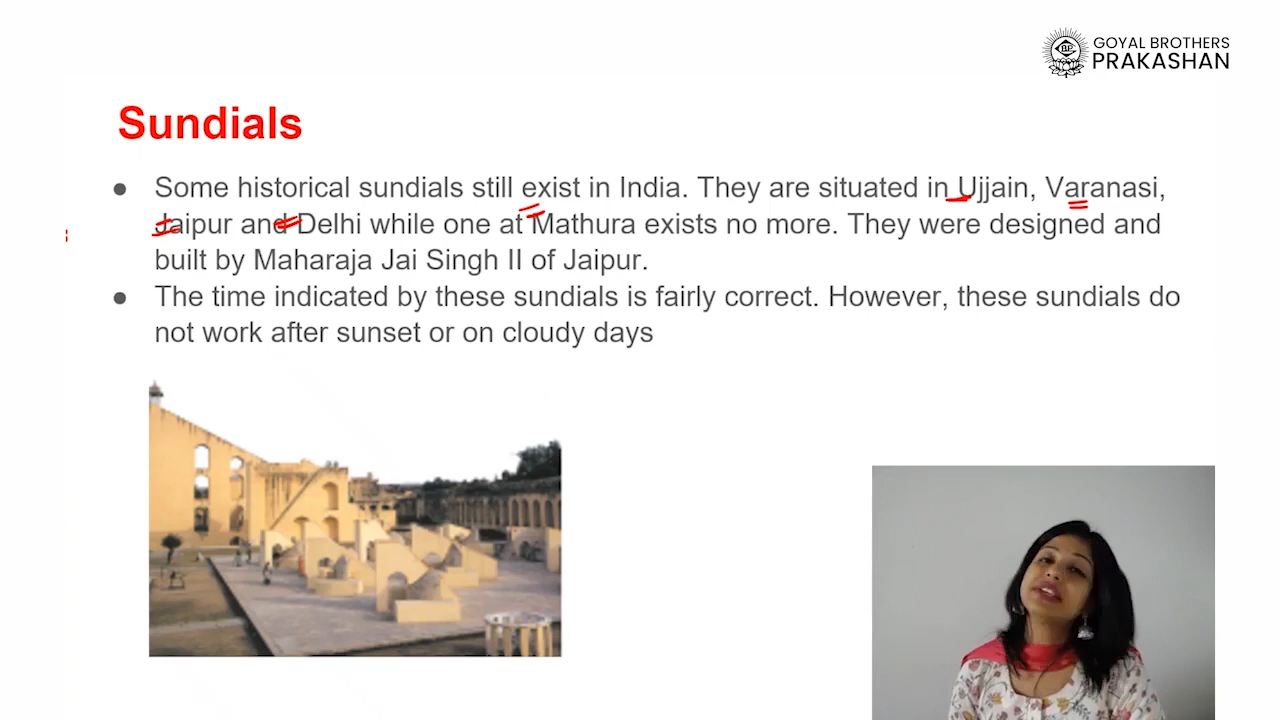 GOYAL BROTHERS
PRAKASHAN
Sundials
● Some historical sundials still exist in India. They are situated in Ujjain, Varanasi,
Jaipur and Delhi while one at Mathura exists no more. They were designed and
built by Maharaja Jai Singh II of Jaipur.
● The time indicated by these sundials is fairly correct. However, these sundials do
not work after sunset or on cloudy days